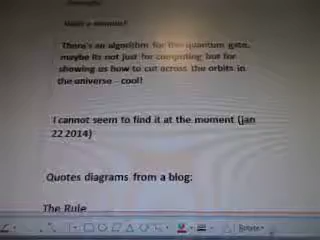 There's an algorithm for the quantum gate,
maybe its not just for computing but for
showing us how to cut across the orbits in
the universe - cool!
I cannot seem to find it at the moment (jan
22 2014)
Quotes diagrams from a blog:
The Rule
Rotate